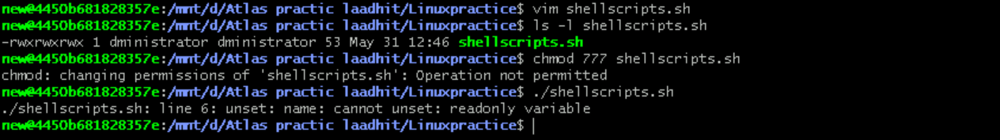 new@4450b681828357e:/mnt/d/Atlas practic laadhit/Linuxpractice$ vim shellscripts.sh
new@4450b681828357e:/mnt/d/Atlas practic laadhit/Linuxpractice$ ls -l shellscripts.sh
-rwxrwxrwx 1 dministrator dministrator 53 May 31 12:46 shellscripts.sh
new@4450b681828357e:/mnt/d/Atlas practic laadhit/Linuxpractice$ chmod 777 shellscripts.sh
chmod: changing permissions of 'shellscripts.sh': Operation not permitted
new@4450b681828357e:/mnt/d/Atlas practic laadhit/Linuxpractice$ ./shellscripts.sh
./shellscripts.sh: line 6: unset: name: cannot unset: readonly variable
new@4450b681828357e:/mnt/d/Atlas practic laadhit/Linuxpractice$